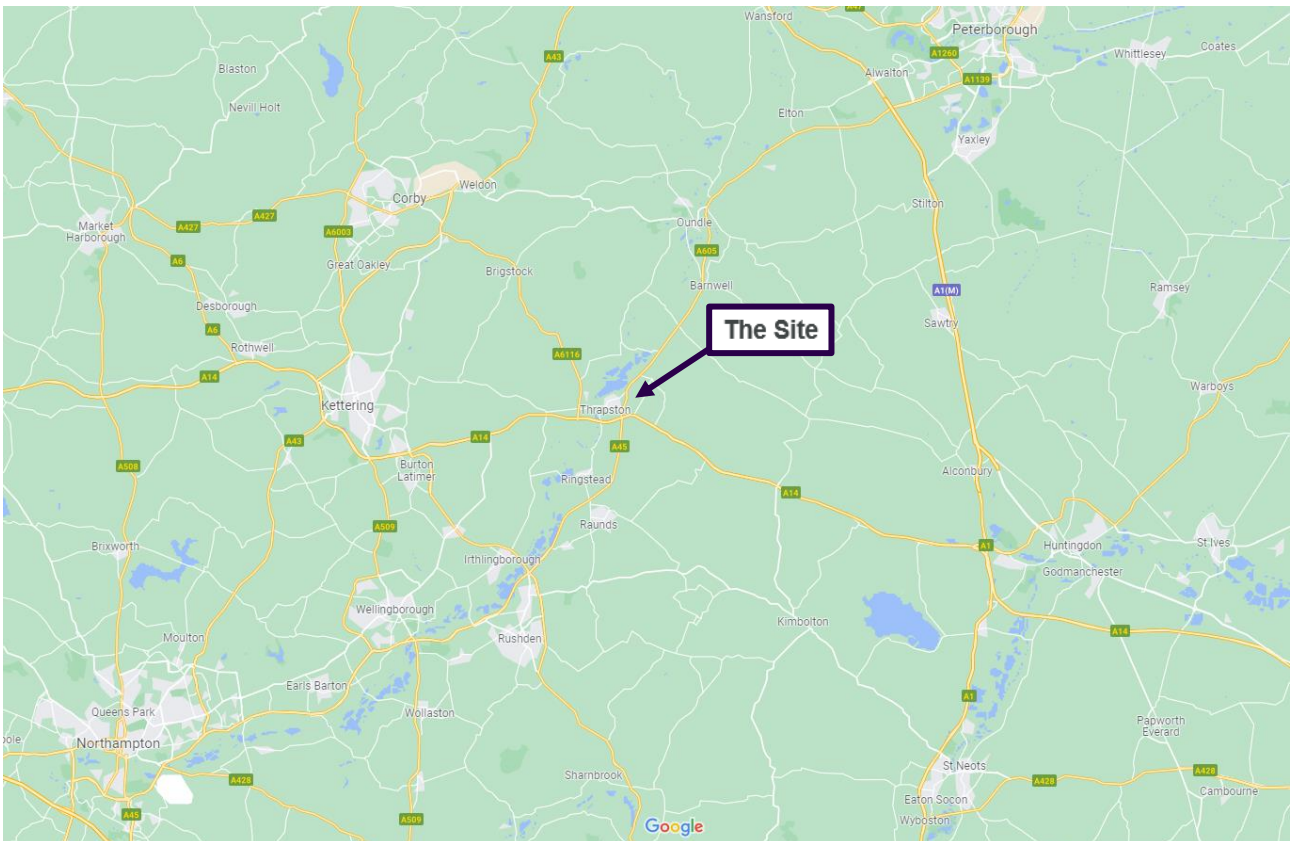 Wansford
A47
Peterborough
A43
A1260
Whittlesey
Coates
Blaston
Alwalton
A1139
Nevill Holt
Elton
Yaxley
Weldon
Corby
Stilton
Market
Harborough
A427
A427
A6003
Oundle
A605
A6
Great Oakley
Brigstock
Barnwell
A1(M)
Ramsey
Desborough
Sawtry
A6
The Site
Rothwell
A6116
A14
Warboys
Kettering
Thrapston
A43
A14
A45
A508
Burton
Latimer
Ringstead
Alconbury
A14
A509
Raunds
Brixworth
Irthlingborough
A1
Huntingdon
St Ives
Godmanchester
Wellingborough
Kimbolton
Moulton
Rushden
A14
Earls Barton
A1
Queens Park
Wollaston
Papworth
Everard
Northampton
pole
Sharnbrook
St Neots
A428
A428
A428
Cambourne
Eaton Socon
A45
A509
Google
Wyboston